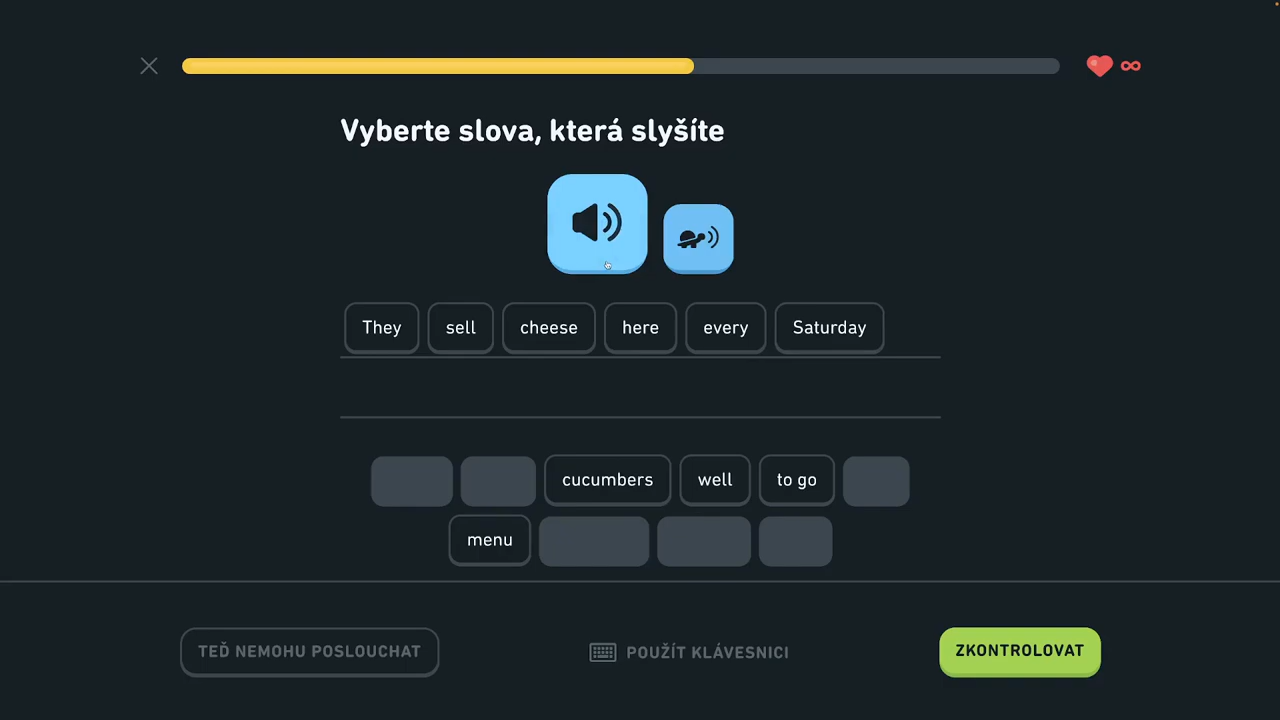 Vyberte slova, která slyšíte
They sell cheese here every Saturday
cucumbers well to go
menu
TEĎ NEMOHU POSLOUCHAT POUŽÍT KLÁVESNICI ZKONTROLOVAT